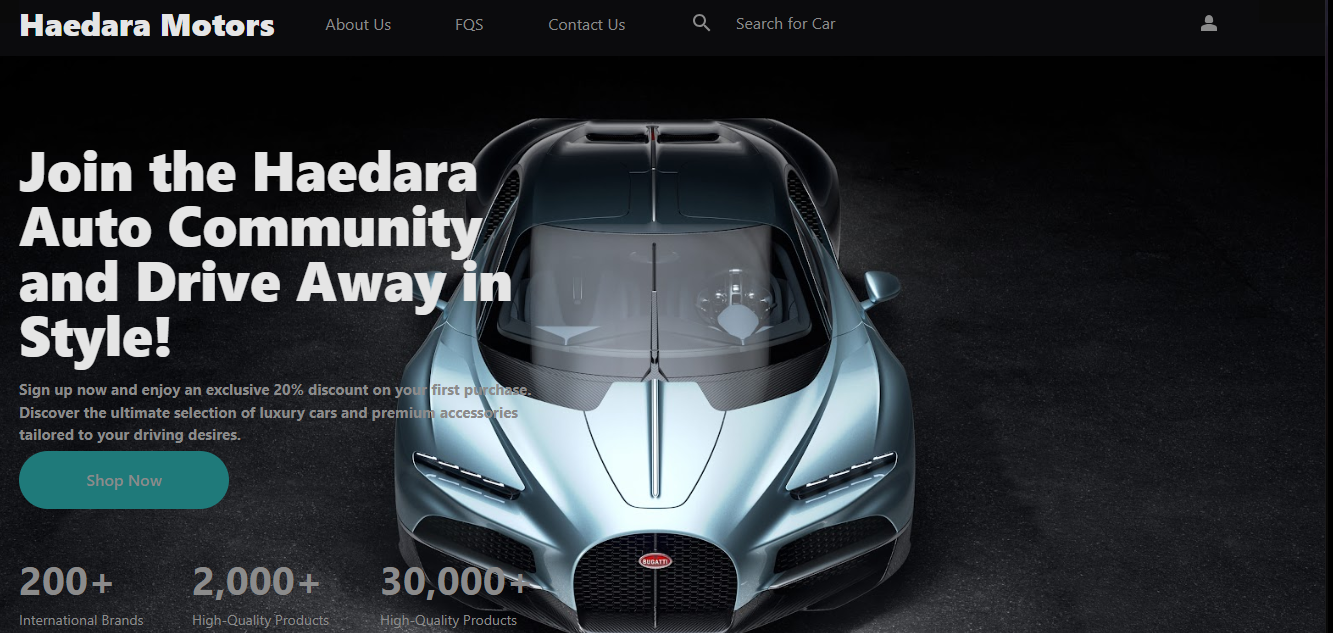 Haedara Motors
About Us
FQS
Contact Us
Search for Car
Join the Haedara
Auto Community
and Drive Away in
Style!
Sign up now and enjoy an exclusive 20% discount on your first purchase.
Discover the ultimate selection of luxury cars and premium accessories
tailored to your driving desires.
Shop Now
200+
International Brands
2,000+
High-Quality Products
30,000+
High-Quality Products
BUGATTI